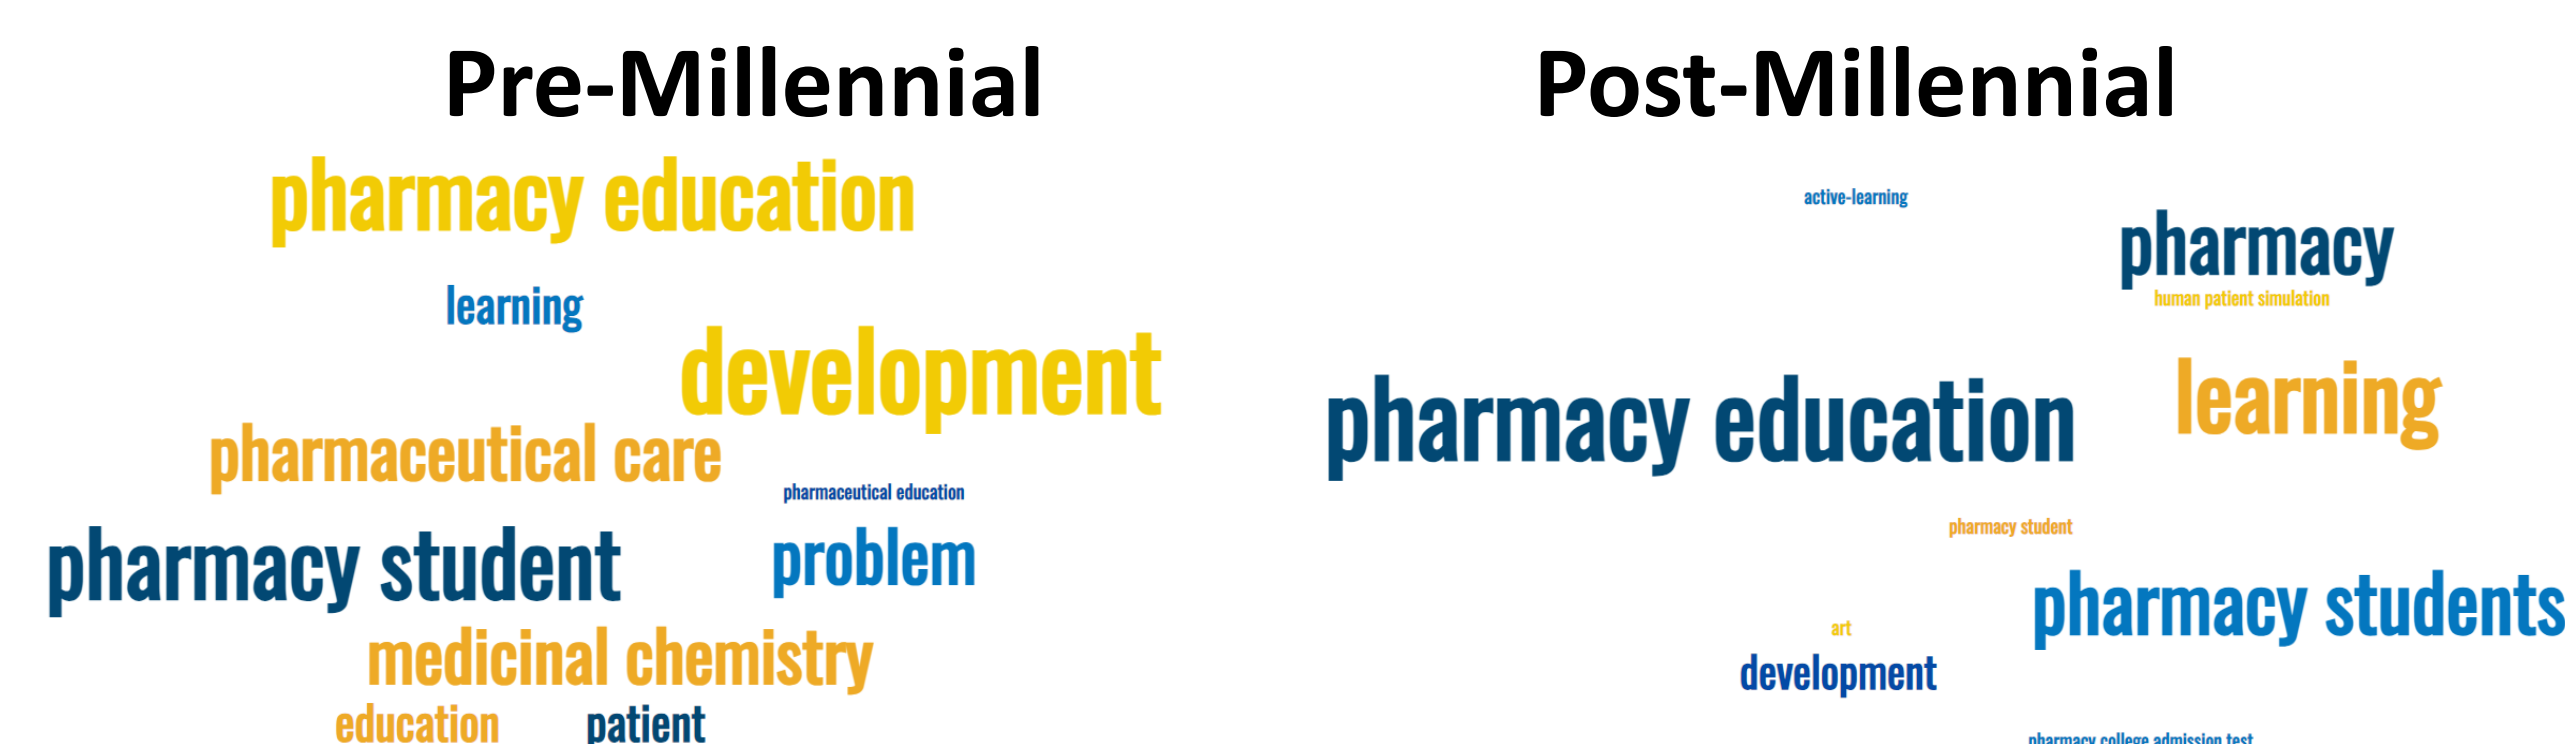 Pre-Millennial
pharmacy education
learning
development
pharmaceutical care
pharmaceutical education
pharmacy student
problem
medicinal chemistry
education
patient
Post-Millennial
active-learning
pharmacy
human patient simulation
learning
pharmacy education
pharmacy student
pharmacy students
art
development
pharmacy college admission test